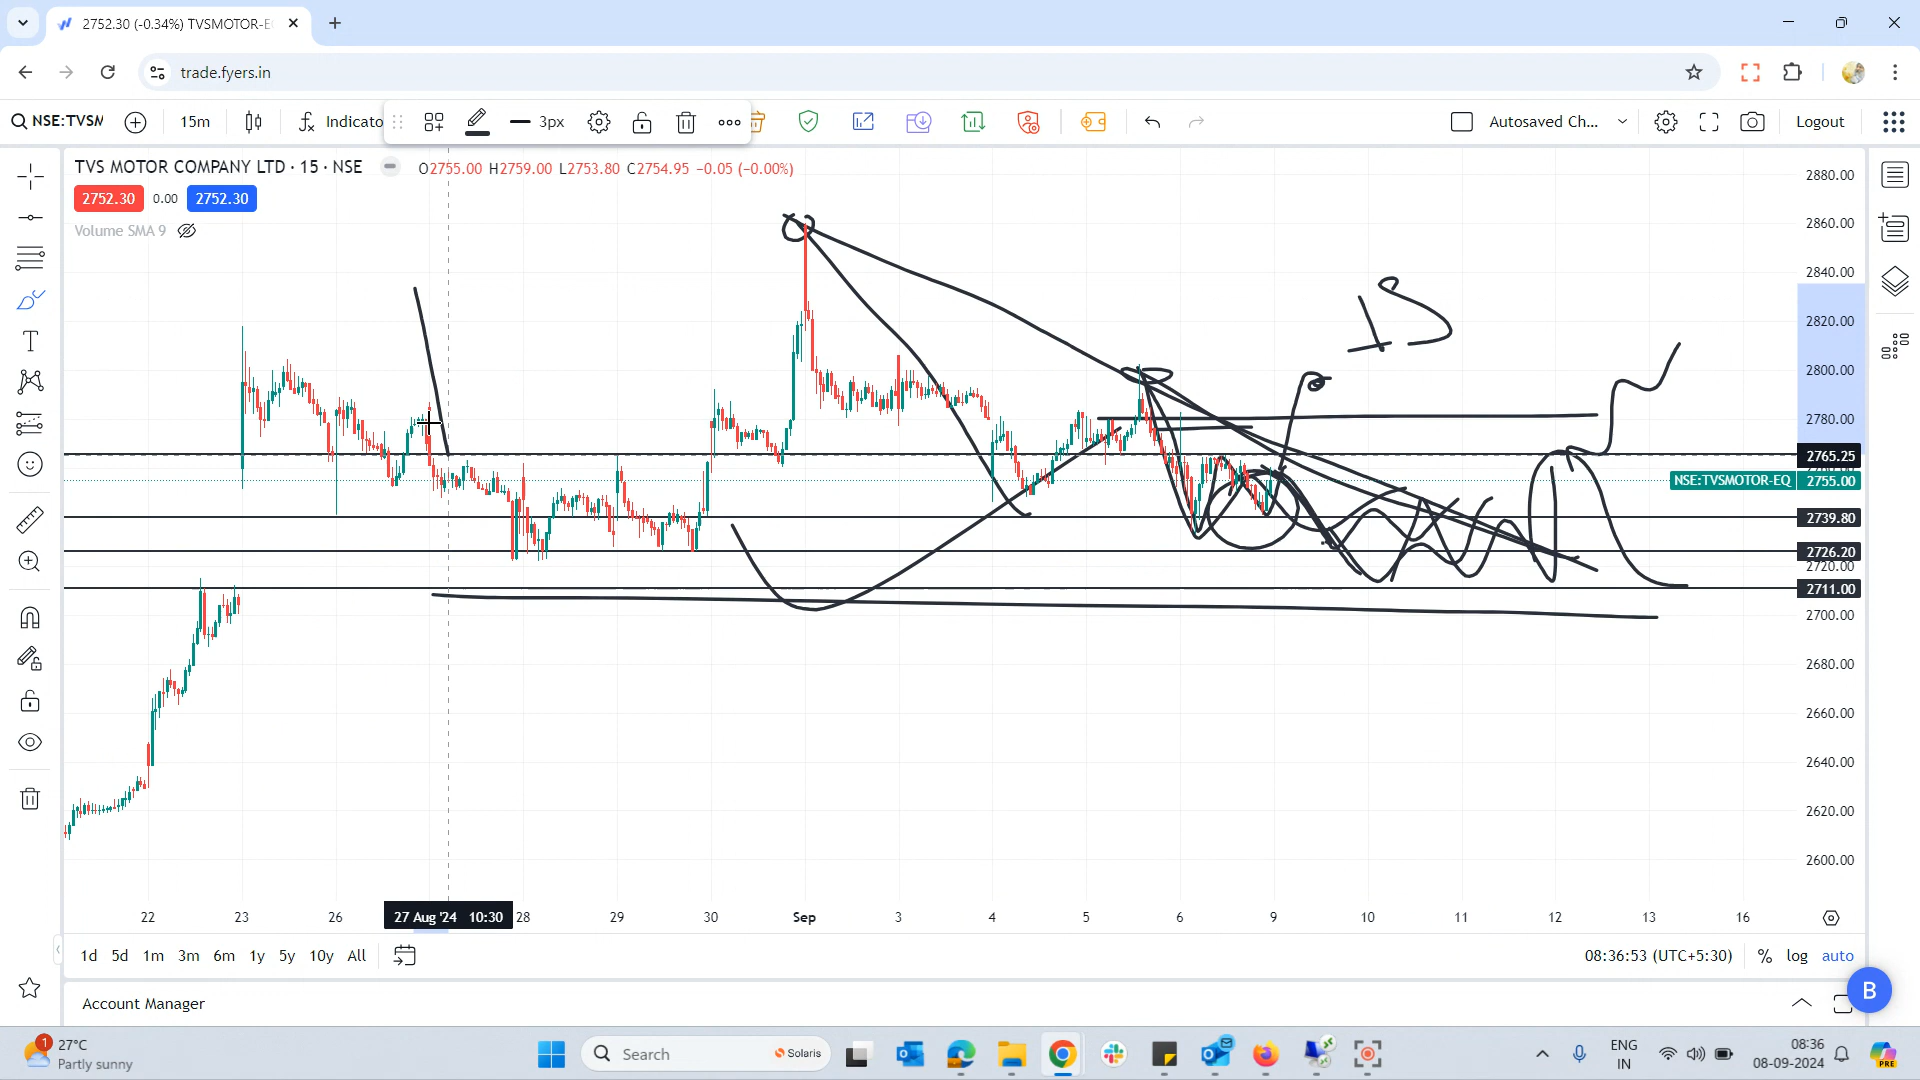 2752.30 (-0.34%) TVSMOTOR-E
trade.fyers.in
NSE:TVSM
15m
Indicato
3px
Autosaved Ch...
Logout
TVS MOTOR COMPANY LTD · 15 · NSE
O2755.00 H2759.00 L2753.80 C2754.95 −0.05 (−0.00%)
2752.30 0.00 2752.30
Volume SMA 9
15
2880.00
2860.00
2840.00
2820.00
2800.00
2780.00
2765.25
NSE:TVSMOTOR-EQ 2755.00
2739.80
2726.20
2720.00
2711.00
2700.00
2680.00
2660.00
2640.00
2620.00
2600.00
22 23 26 27 Aug '24 10:30 28 29 30 Sep 3 4 5 6 9 10 11 12 13 16
1d 5d 1m 3m 6m 1y 5y 10y All
08:36:53 (UTC+5:30) % log auto
B
Account Manager
1
27°C
Partly sunny
Search
Solaris
ENG
IN
08:36
08-09-2024
PRE